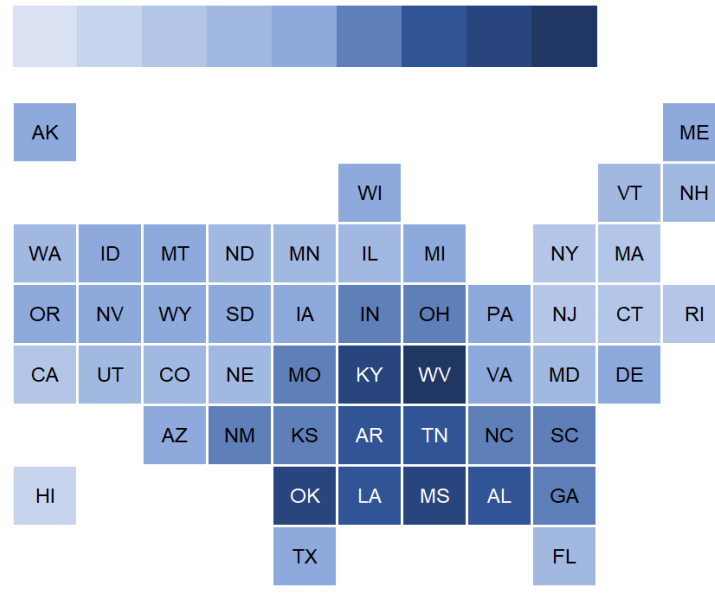 AK ME
WI VT NH
WA ID MT ND MN IL MI NY MA
OR NV WY SD IA IN OH PA NJ CT RI
CA UT CO NE MO KY WV VA MD DE
AZ NM KS AR TN NC SC
HI OK LA MS AL GA
TX FL